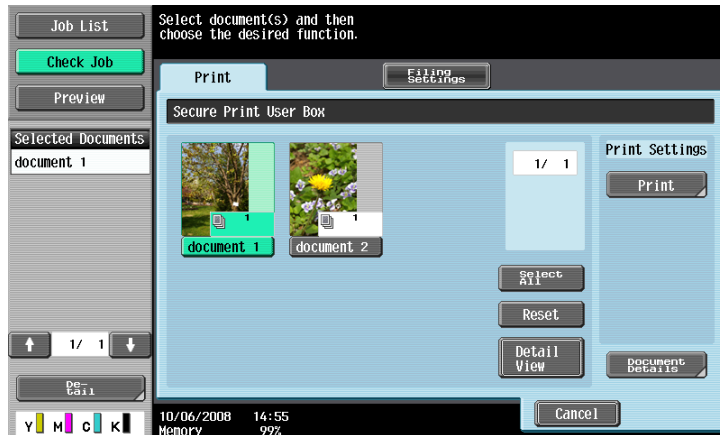 Job List
Check Job
Preview
Selected Documents
document 1
1/ 1
De-
tail
Y M C K
Select document(s) and then
choose the desired function.
Print
Filing
Settings
Secure Print User Box
1
document 1
1
document 2
1/ 1
Select
All
Reset
Detail
View
Print Settings
Print
Document
Details
10/06/2008 14:55
Memory 99%
Cancel